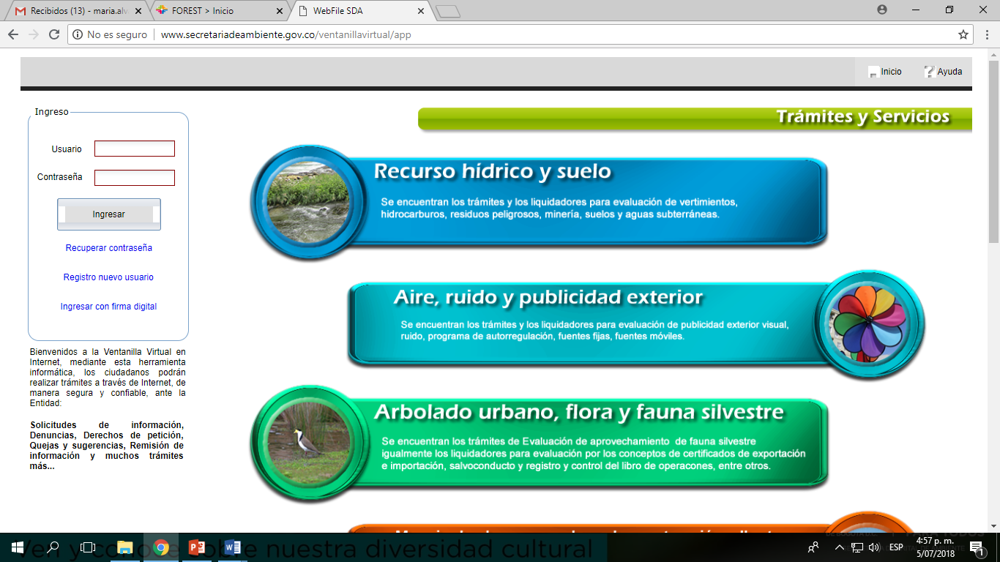 Recibidos (13) - maria.alv
FOREST > Inicio
WebFile SDA
No es seguro
www.secretariadeambiente.gov.co/ventanillavirtual/app
Inicio
Ayuda
Ingreso
Usuario
Contraseña
Ingresar
Recuperar contraseña
Registro nuevo usuario
Ingresar con firma digital
Bienvenidos a la Ventanilla Virtual en
Internet, mediante esta herramienta
informática, los ciudadanos podrán
realizar trámites a través de Internet, de
manera segura y confiable, ante la
Entidad:
Solicitudes de información,
Denuncias, Derechos de petición,
Quejas y sugerencias, Remisión de
información y muchos trámites
más...
Trámites y Servicios
Recurso hídrico y suelo
Se encuentran los trámites y los liquidadores para evaluación de vertimientos,
hidrocarburos, residuos peligrosos, minería, suelos y aguas subterráneas.
Aire, ruido y publicidad exterior
Se encuentran los trámites y los liquidadores para evaluación de publicidad exterior visual,
ruido, programa de autorregulación, fuentes fijas, fuentes móviles.
Arbolado urbano, flora y fauna silvestre
Se encuentran los trámites de Evaluación de aprovechamiento de fauna silvestre
igualmente los liquidadores para evaluación por los conceptos de certificados de exportación
e importación, salvoconducto y registro y control del libro de operacones, entre otros.
nuestra diversidad cultural
ESP
4:57 p. m.
5/07/2018
1